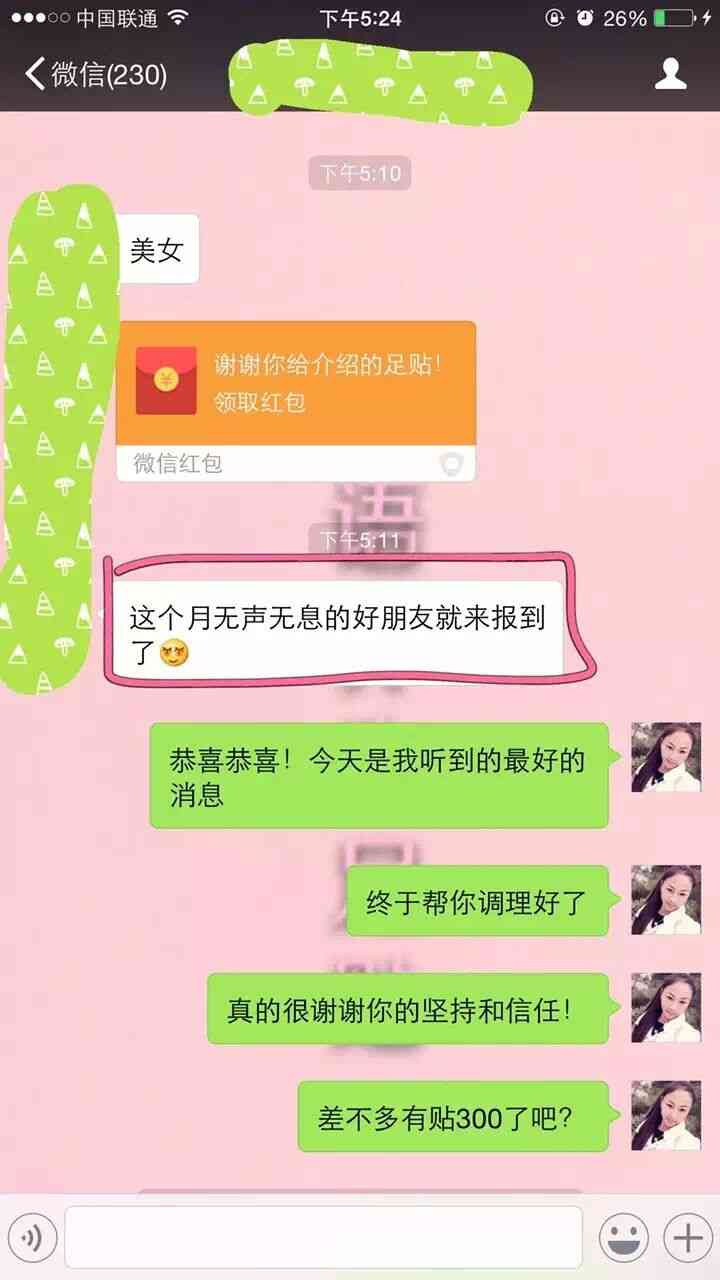 中国联通
下午5:24
26%
微信(230)
下午5:10
美女
谢谢你给介绍的足贴！
领取红包
微信红包
语
下午5:11
这个月无声无息的好朋友就来报到
了
恭喜恭喜！今天是我听到的最好的
消息
终于帮你调理好了
真的很谢谢你的坚持和信任！
差不多有贴300了吧？